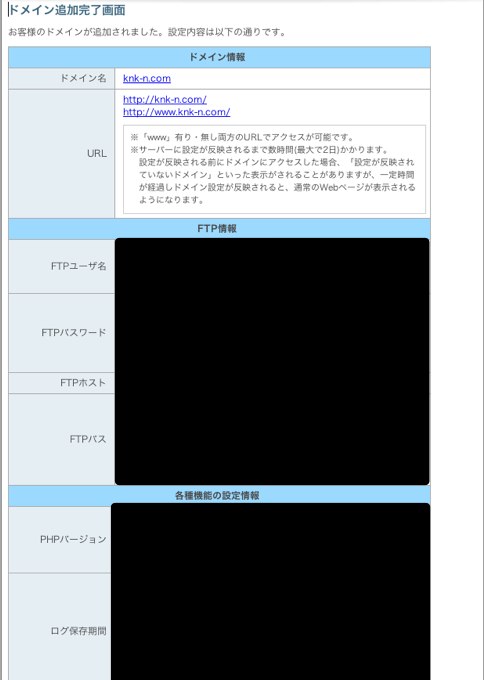 ドメイン追加完了画面
お客様のドメインが追加されました。設定内容は以下の通りです。
ドメイン情報
ドメイン名 knk-n.com
URL
http://knk-n.com/
http://www.knk-n.com/
※「www」有り・無し両方のURLでアクセスが可能です。
※サーバーに設定が反映されるまで数時間(最大で2日)かかります。
設定が反映される前にドメインにアクセスした場合、「設定が反映され
ていないドメイン」といった表示がされることがありますが、一定時間
が経過しドメイン設定が反映されると、通常のWebページが表示される
ようになります。
FTP情報
FTPユーザ名
FTPパスワード
FTPホスト
FTPパス
各種機能の設定情報
PHPバージョン
ログ保存期間